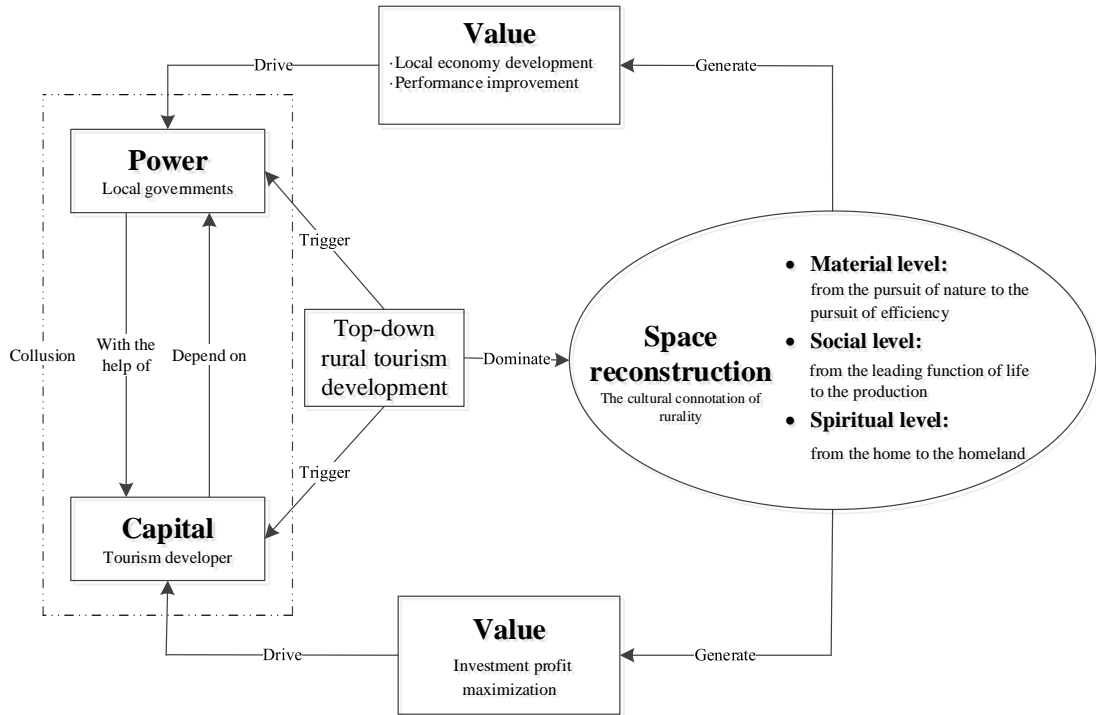 Value
·Local economy development
·Performance improvement
Drive
Generate
Power
Local governments
Trigger
Collusion
With the
help of
Depend on
Top-down
rural tourism
development
Dominate
Space
reconstruction
The cultural connotation of
rurality
• Material level:
from the pursuit of nature to the
pursuit of efficiency
• Social level:
from the leading function of life
to the production
• Spiritual level:
from the home to the homeland
Trigger
Capital
Tourism developer
Value
Investment profit
maximization
Drive
Generate